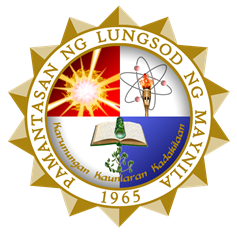 PAMANTASAN NG LUNGSOD NG MAYNILA
Karunungan Kaunlaran Kadakilaan
1965